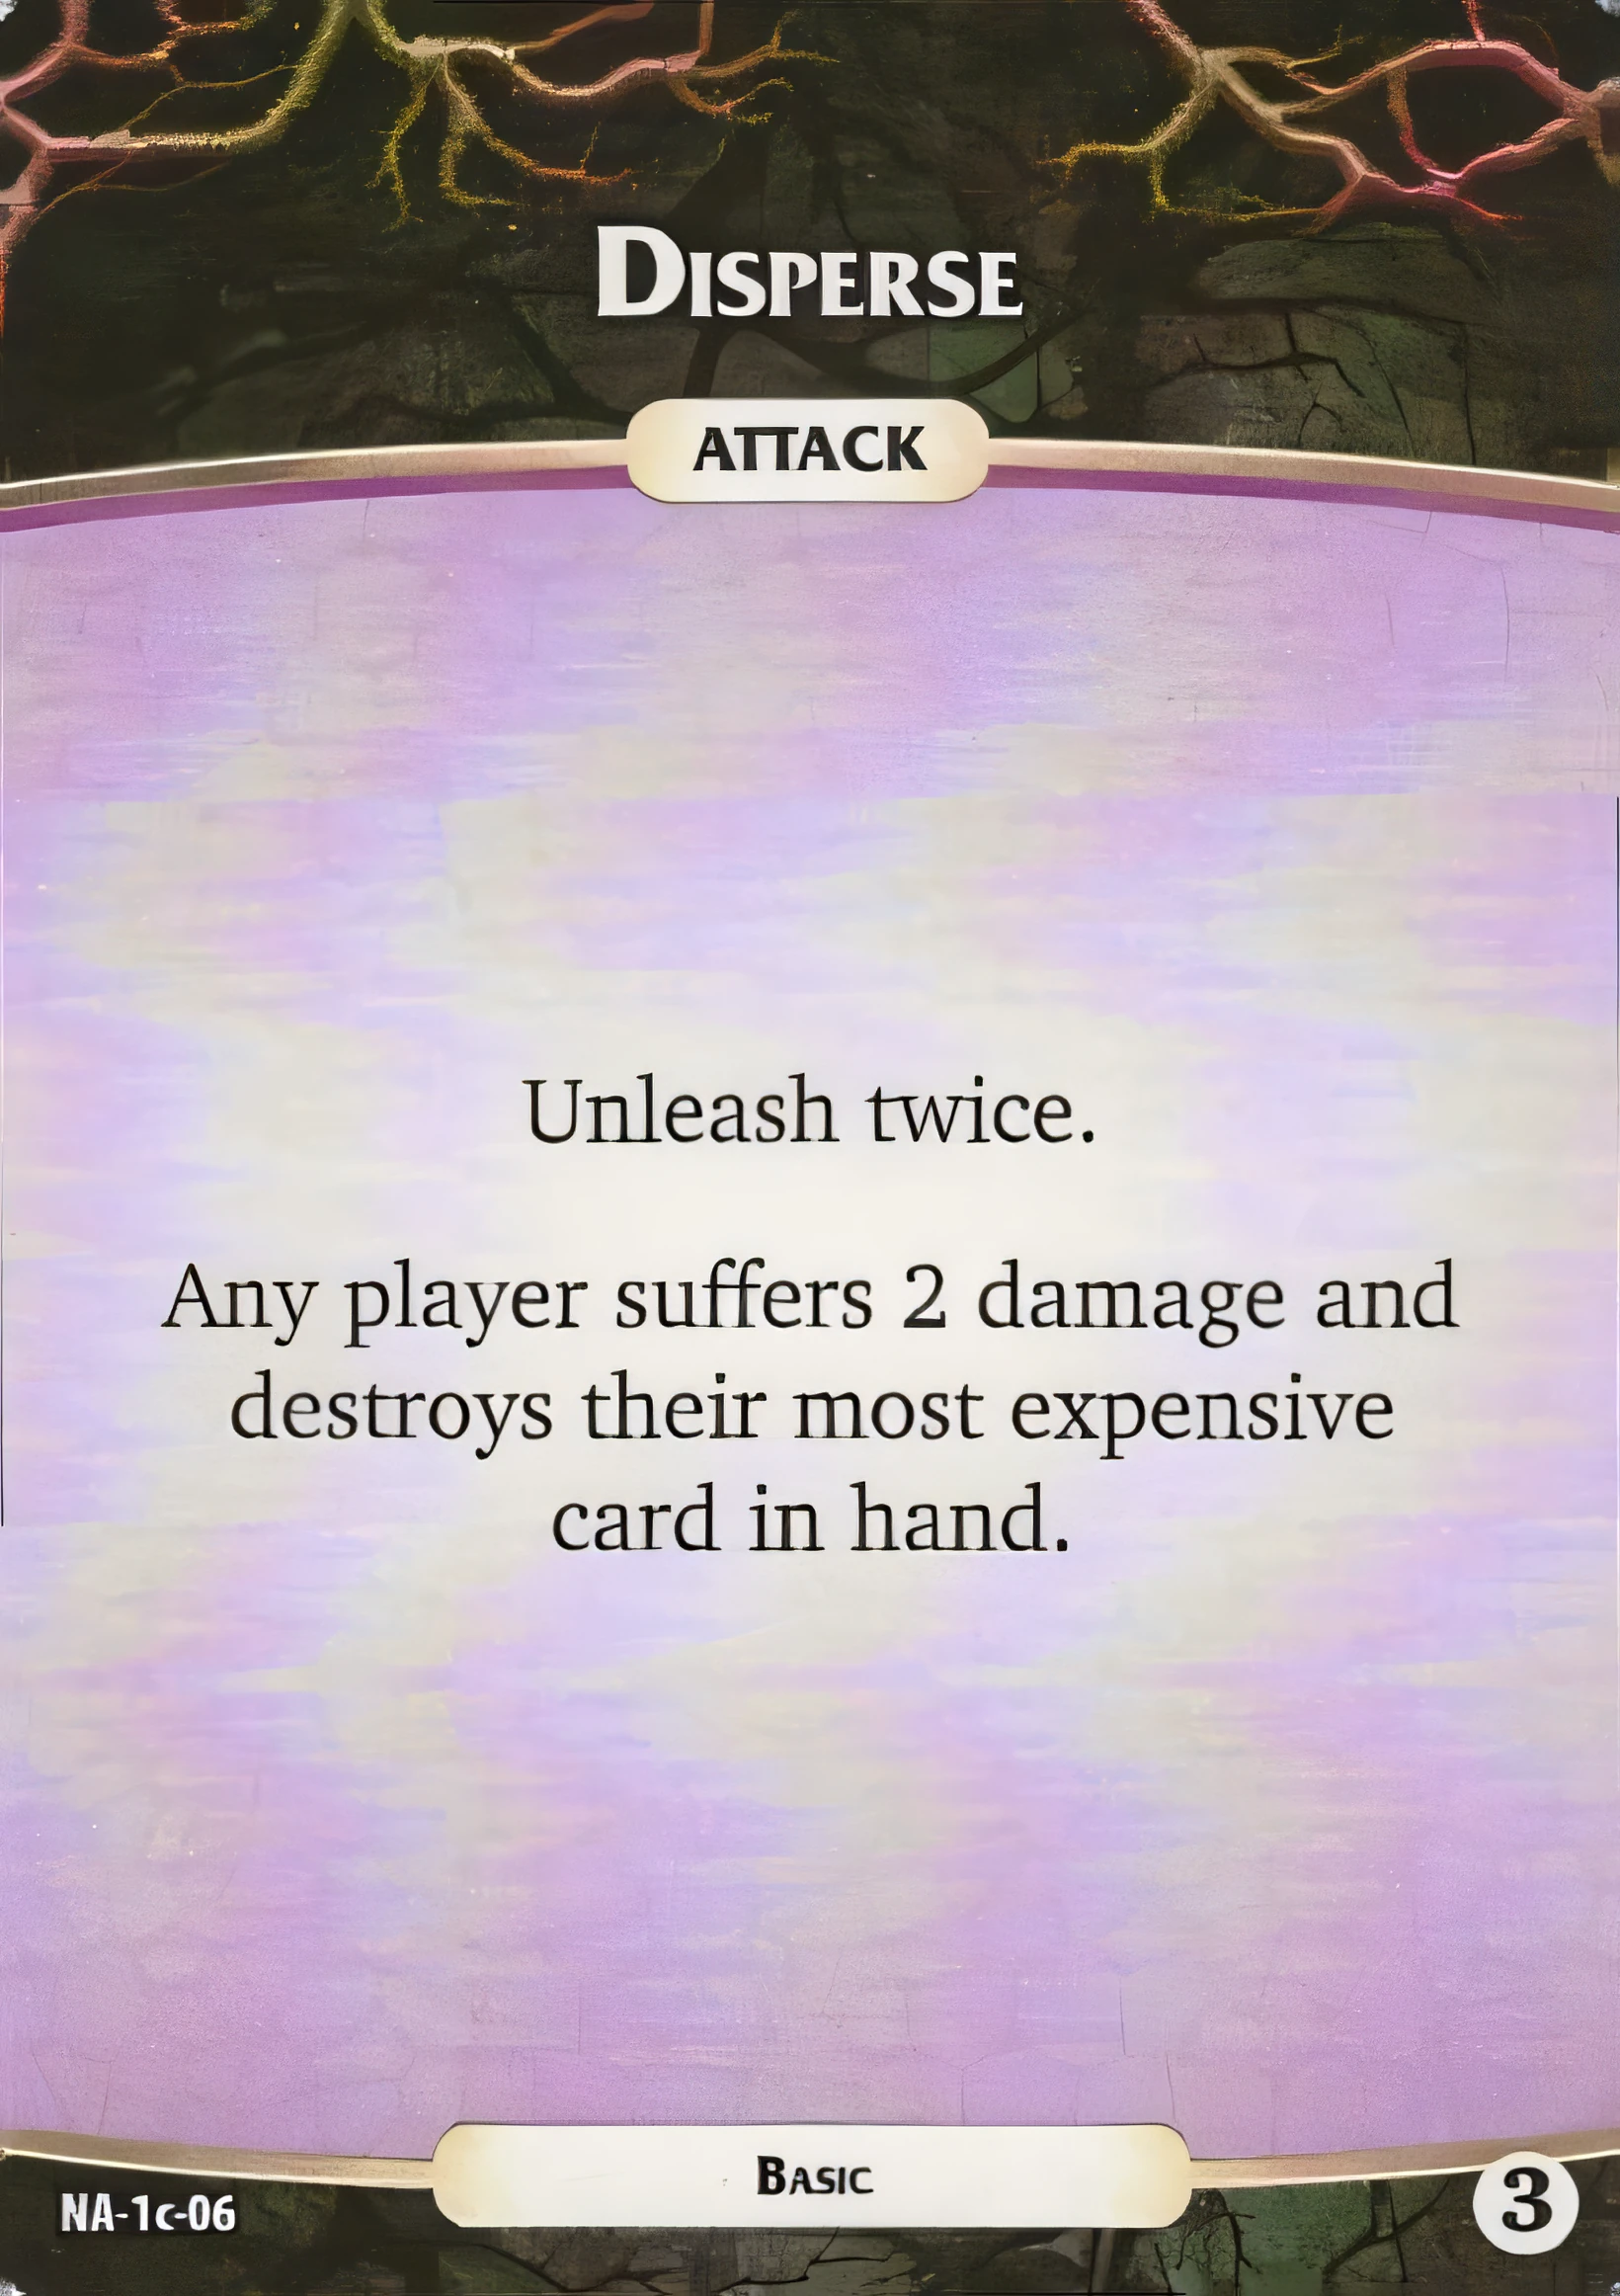 DISPERSE
ATTACK
Unleash twice.
Any player suffers 2 damage and
destroys their most expensive
card in hand.
BASIC
NA-1c-06
3